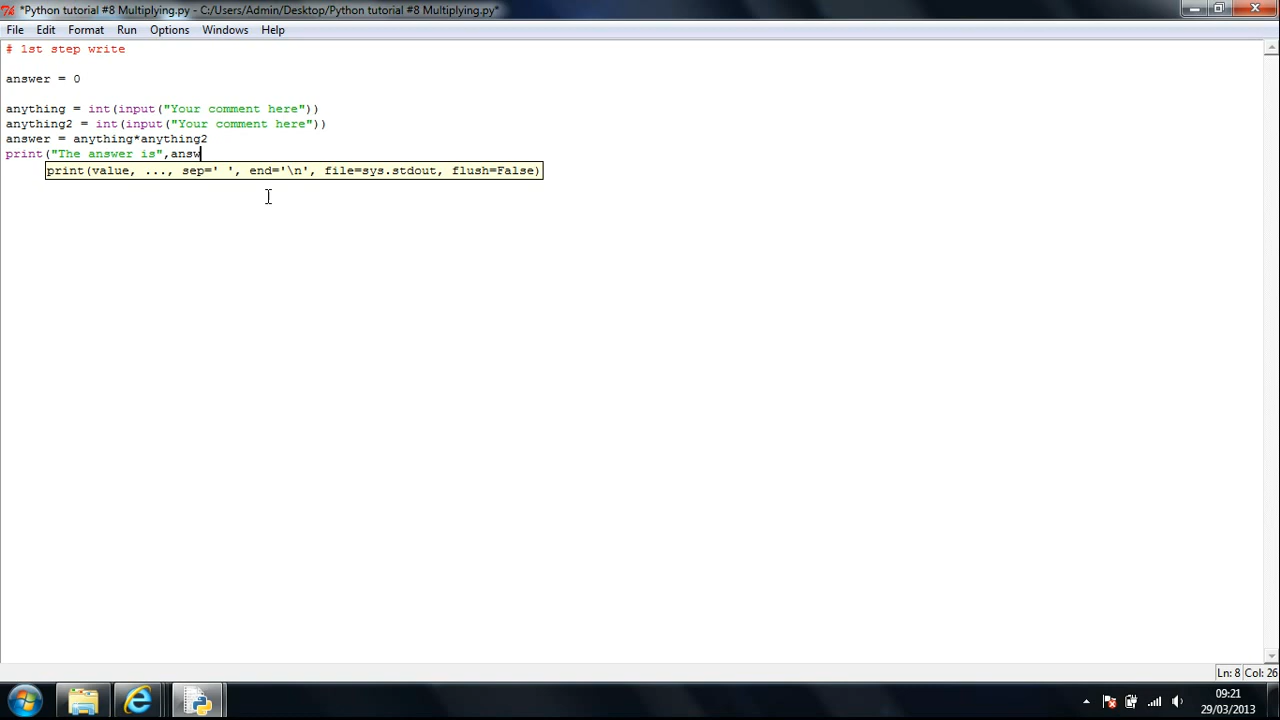 *Python tutorial #8 Multiplying.py - C:/Users/Admin/Desktop/Python tutorial #8 Multiplying.py*
File Edit Format Run Options Windows Help
# 1st step write
answer = 0
anything = int(input("Your comment here"))
anything2 = int(input("Your comment here"))
answer = anything*anything2
print("The answer is",answ
print(value, ..., sep=' ', end='\n', file=sys.stdout, flush=False)
Ln: 8 Col: 26
09:21
29/03/2013